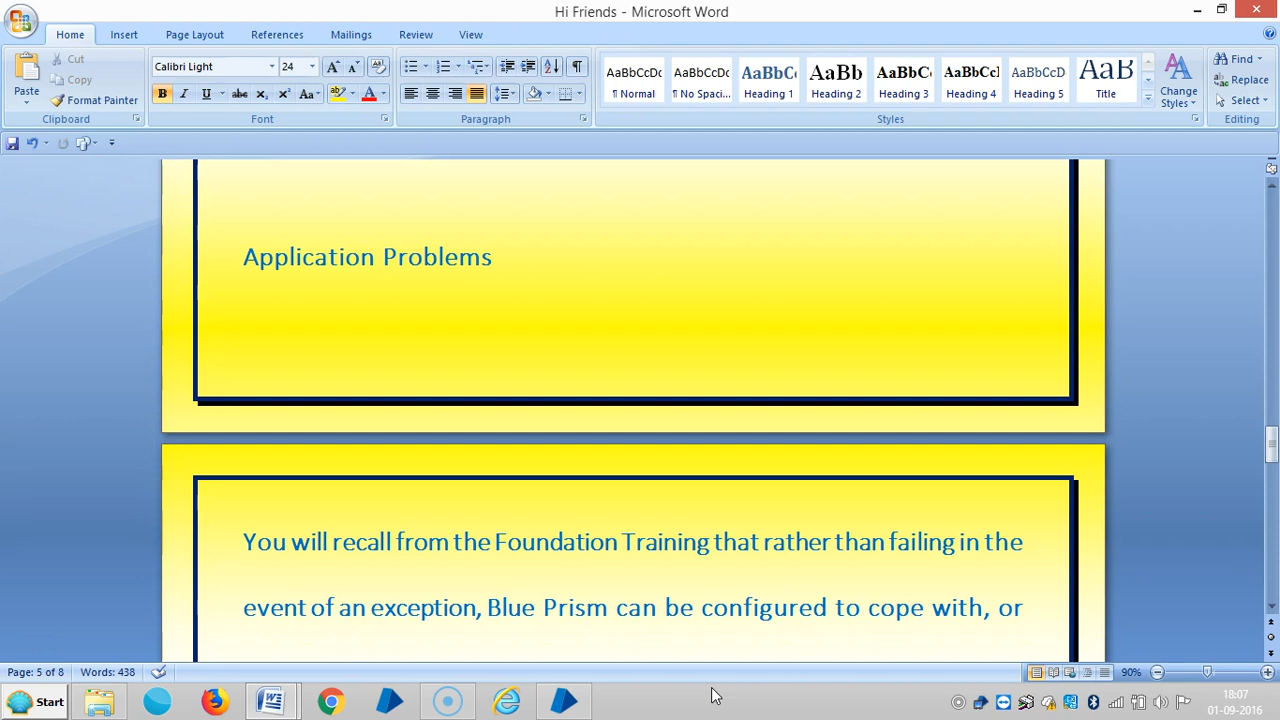 Hi Friends - Microsoft Word
Home Insert Page Layout References Mailings Review View
Paste
Cut
Copy
Format Painter
Clipboard
Calibri Light 24
Font
Paragraph
AaBbCcDc AaBbCcDc AaBbC AaBb AaBbC AaBbCcI AaBbCcD AaB
¶ Normal ¶ No Spaci... Heading 1 Heading 2 Heading 3 Heading 4 Heading 5 Title
Change Styles
Styles
Find
Replace
Select
Editing
Application Problems
You will recall from the Foundation Training that rather than failing in the
event of an exception, Blue Prism can be configured to cope with, or
Page: 5 of 8 Words: 438 90%
Start 18:07
01-09-2016